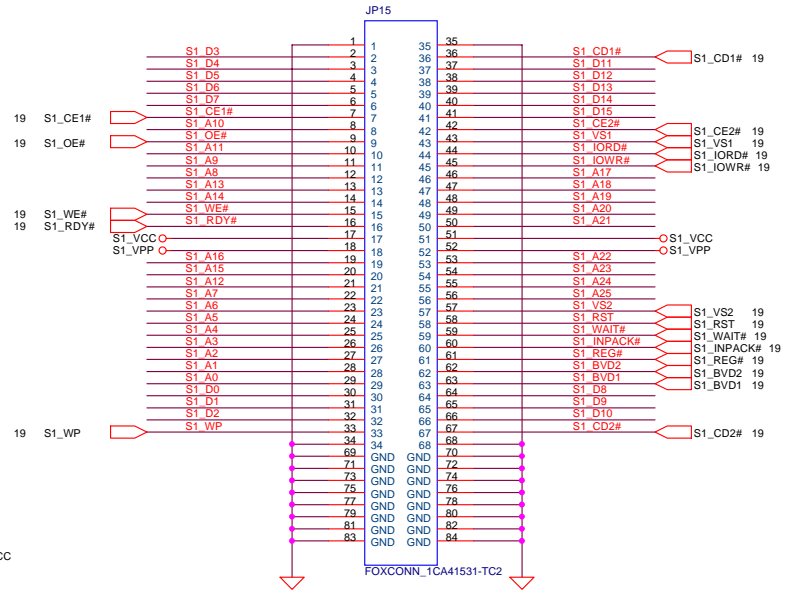 JP15
1 1 35 35
S1_D3 2 2 36 36 S1_CD1# S1_CD1# 19
S1_D4 3 3 37 37 S1_D11
S1_D5 4 4 38 38 S1_D12
S1_D6 5 5 39 39 S1_D13
S1_D7 6 6 40 40 S1_D14
19 S1_CE1# S1_CE1# 7 7 41 41 S1_D15
S1_A10 8 8 42 42 S1_CE2# S1_CE2# 19
19 S1_OE# S1_OE# 9 9 43 43 S1_VS1 S1_VS1 19
S1_A11 10 10 44 44 S1_IORD# S1_IORD# 19
S1_A9 11 11 45 45 S1_IOWR# S1_IOWR# 19
S1_A8 12 12 46 46 S1_A17
S1_A13 13 13 47 47 S1_A18
S1_A14 14 14 48 48 S1_A19
19 S1_WE# S1_WE# 15 15 49 49 S1_A20
19 S1_RDY# S1_RDY# 16 16 50 50 S1_A21
S1_VCC 17 17 51 51 S1_VCC
S1_VPP 18 18 52 52 S1_VPP
S1_A16 19 19 53 53 S1_A22
S1_A15 20 20 54 54 S1_A23
S1_A12 21 21 55 55 S1_A24
S1_A7 22 22 56 56 S1_A25
S1_A6 23 23 57 57 S1_VS2 S1_VS2 19
S1_A5 24 24 58 58 S1_RST S1_RST 19
S1_A4 25 25 59 59 S1_WAIT# S1_WAIT# 19
S1_A3 26 26 60 60 S1_INPACK# S1_INPACK# 19
S1_A2 27 27 61 61 S1_REG# S1_REG# 19
S1_A1 28 28 62 62 S1_BVD2 S1_BVD2 19
S1_A0 29 29 63 63 S1_BVD1 S1_BVD1 19
S1_D0 30 30 64 64 S1_D8
S1_D1 31 31 65 65 S1_D9
S1_D2 32 32 66 66 S1_D10
19 S1_WP S1_WP 33 33 67 67 S1_CD2# S1_CD2# 19
34 34 68 68
69 GND GND 70
71 GND GND 72
73 GND GND 74
75 GND GND 76
77 GND GND 78
79 GND GND 80
81 GND GND 82
83 GND GND 84
CC
FOXCONN_1CA41531-TC2